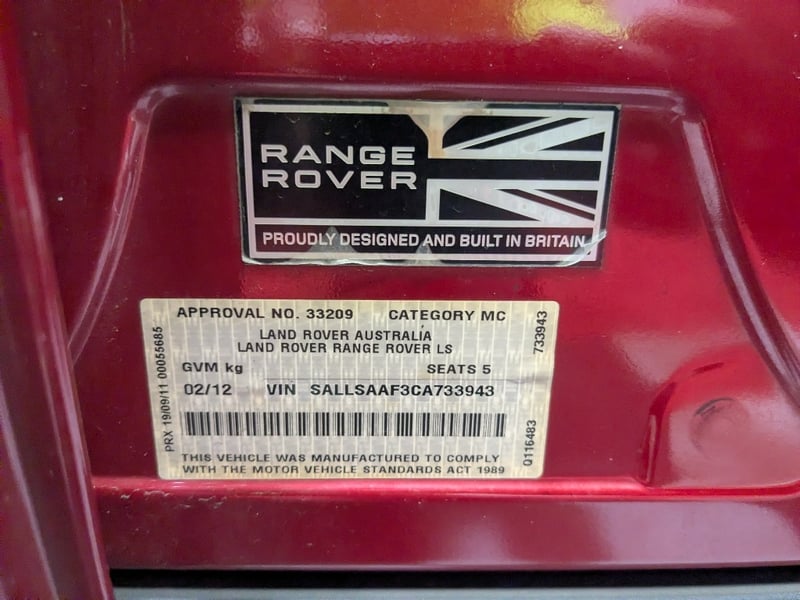 RANGE
ROVER
PROUDLY DESIGNED AND BUILT IN BRITAIN
APPROVAL NO. 33209 CATEGORY MC
LAND ROVER AUSTRALIA
LAND ROVER RANGE ROVER LS
GVM kg SEATS 5
02/12 VIN SALLSAAF3CA733943
THIS VEHICLE WAS MANUFACTURED TO COMPLY
WITH THE MOTOR VEHICLE STANDARDS ACT 1989
PRX 19/09/11 00055685
733943
Q116483